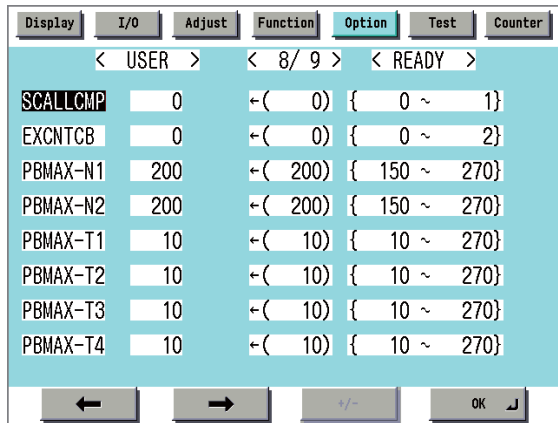 Display I/O Adjust Function Option Test Counter
< USER > < 8/ 9 > < READY >
SCALLCMP 0 ←( 0) { 0 ~ 1}
EXCNTCB 0 ←( 0) { 0 ~ 2}
PBMAX-N1 200 ←( 200) { 150 ~ 270}
PBMAX-N2 200 ←( 200) { 150 ~ 270}
PBMAX-T1 10 ←( 10) { 10 ~ 270}
PBMAX-T2 10 ←( 10) { 10 ~ 270}
PBMAX-T3 10 ←( 10) { 10 ~ 270}
PBMAX-T4 10 ←( 10) { 10 ~ 270}
← → +/- OK ↵